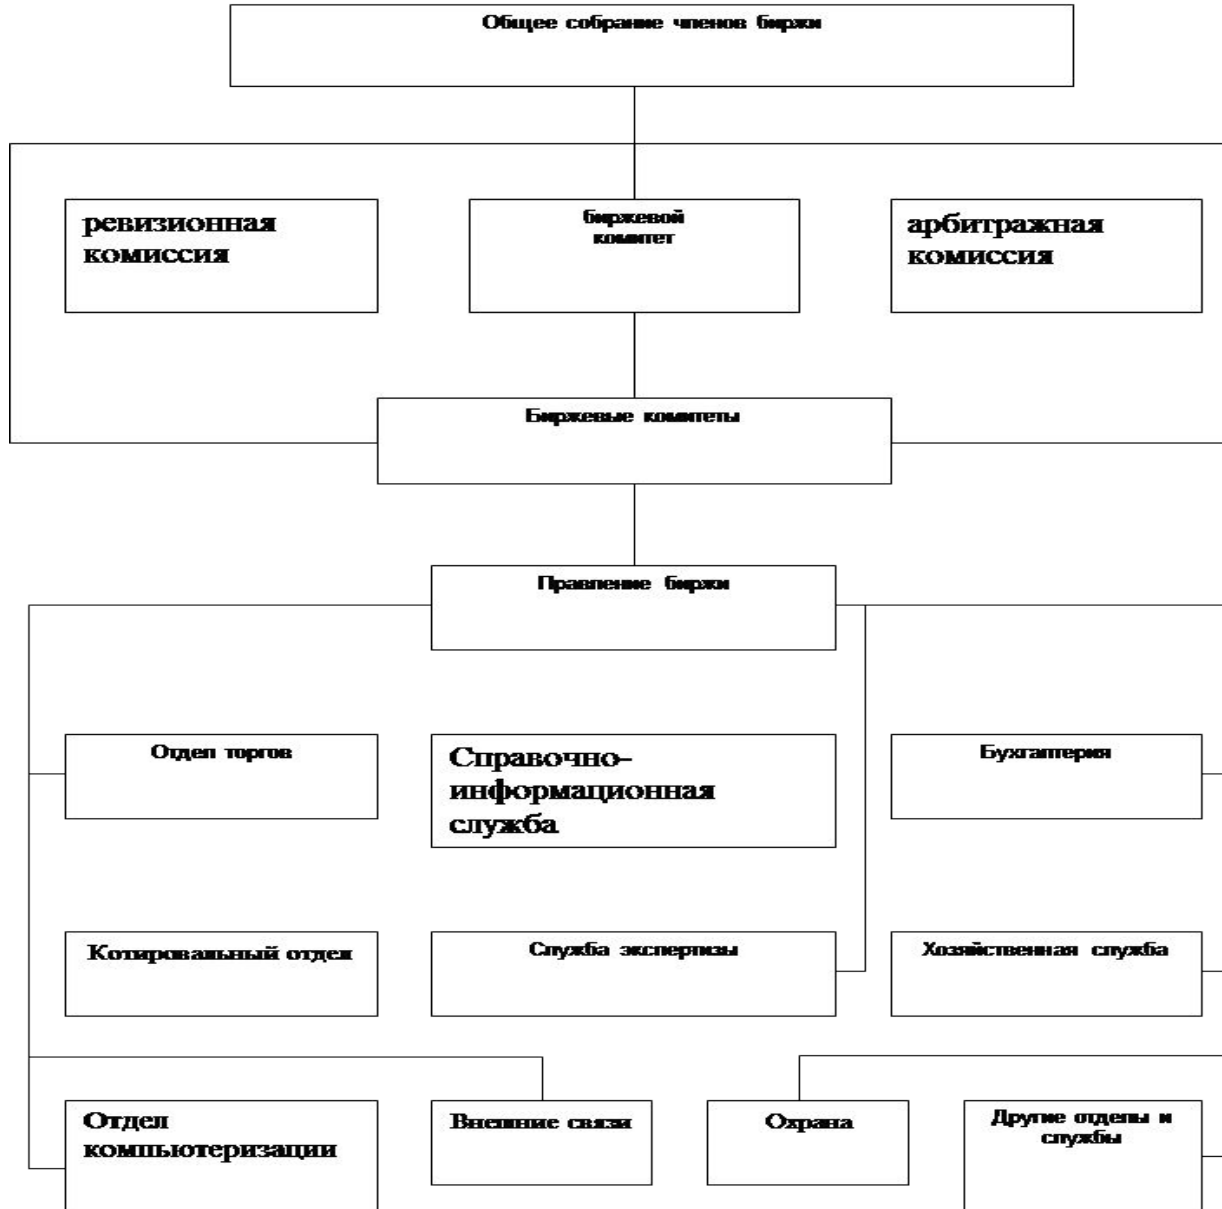 Общее собрание членов биржи
ревизионная
комиссия
биржевой
комитет
арбитражная
комиссия
Биржевые комитеты
Правление биржи
Отдел торгов
Справочно-
информационная
служба
Бухгалтерия
Котировальный отдел
Служба экспертизы
Хозяйственная служба
Отдел
компьютеризации
Внешние связи
Охрана
Другие отделы и
службы